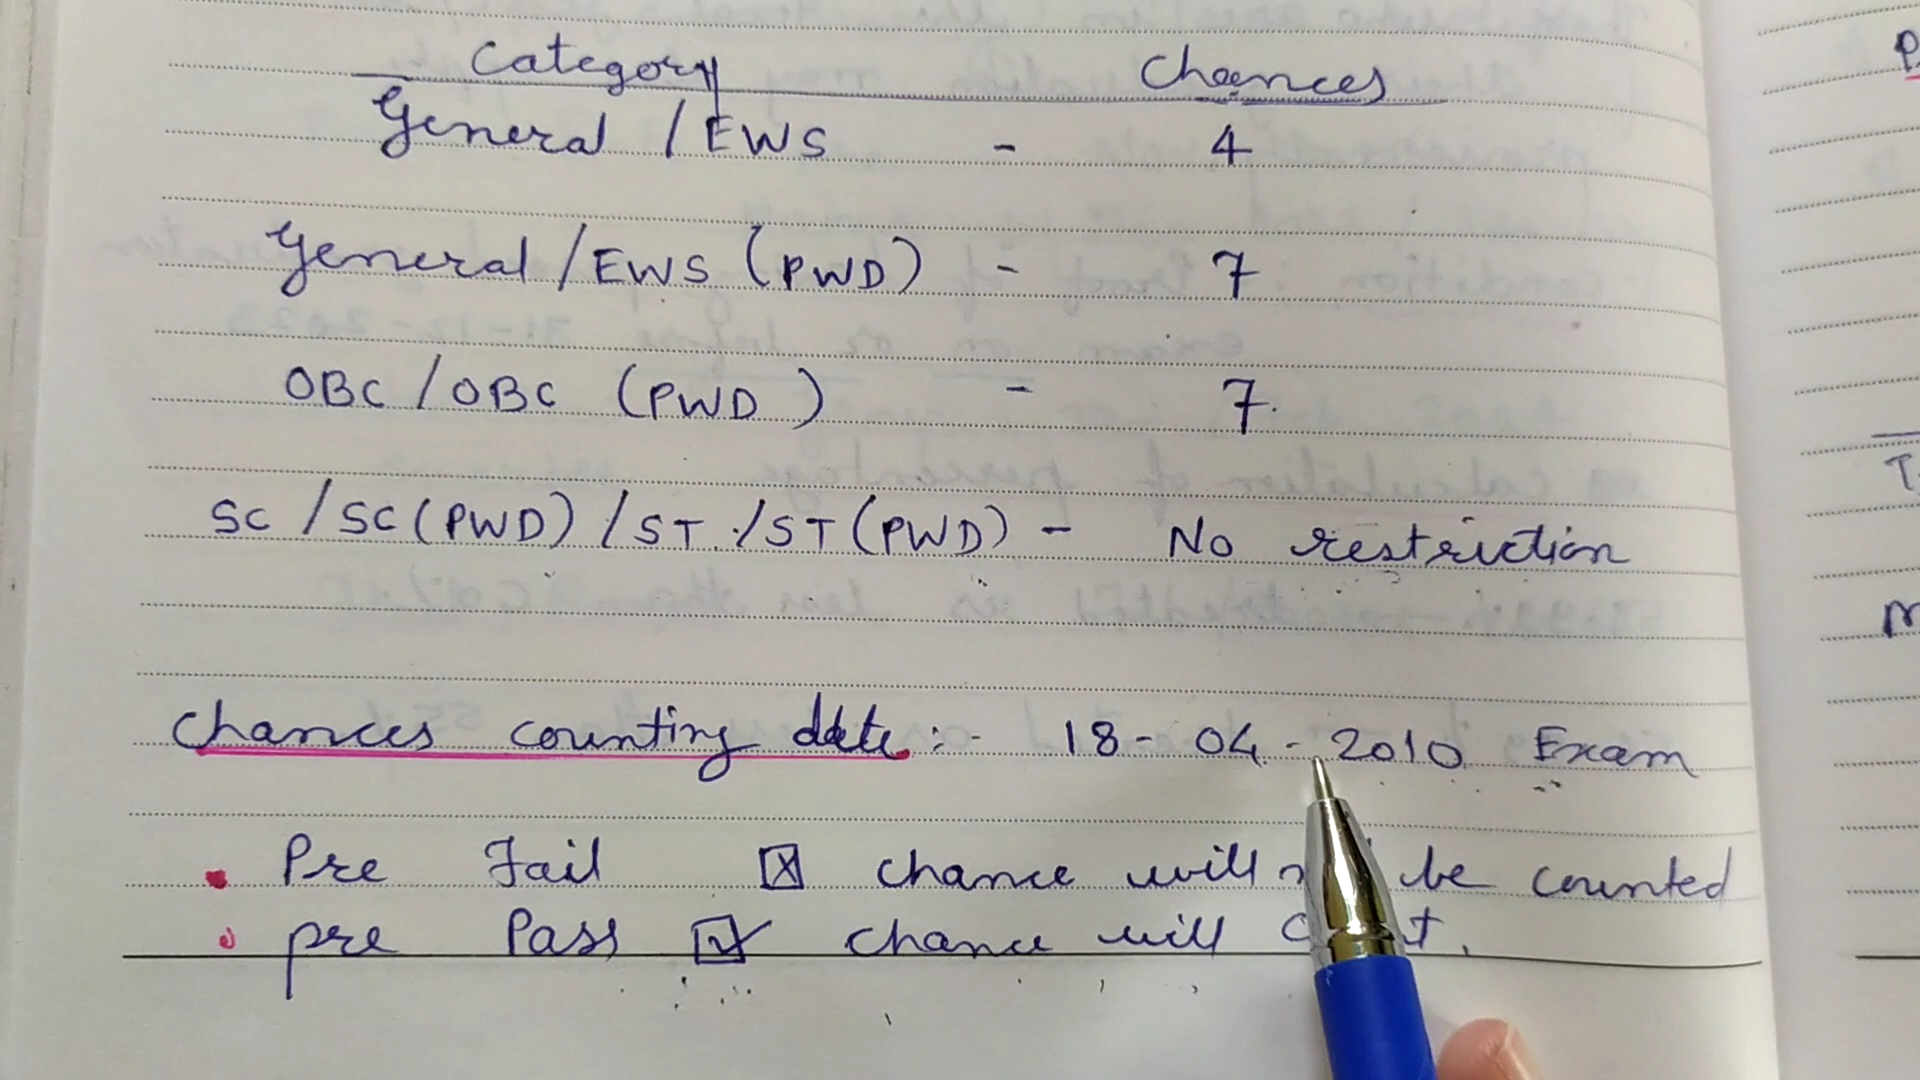 Category Chances
General / EWS - 4
General / EWS (PWD) - 7
OBC / OBC (PWD) - 7.
SC / SC (PWD) / ST / ST (PWD) - No restriction
Chances counting date :- 18-04-2010 Exam
• Pre Fail ☒ chance will be counted
• pre Pass ☑ chance will